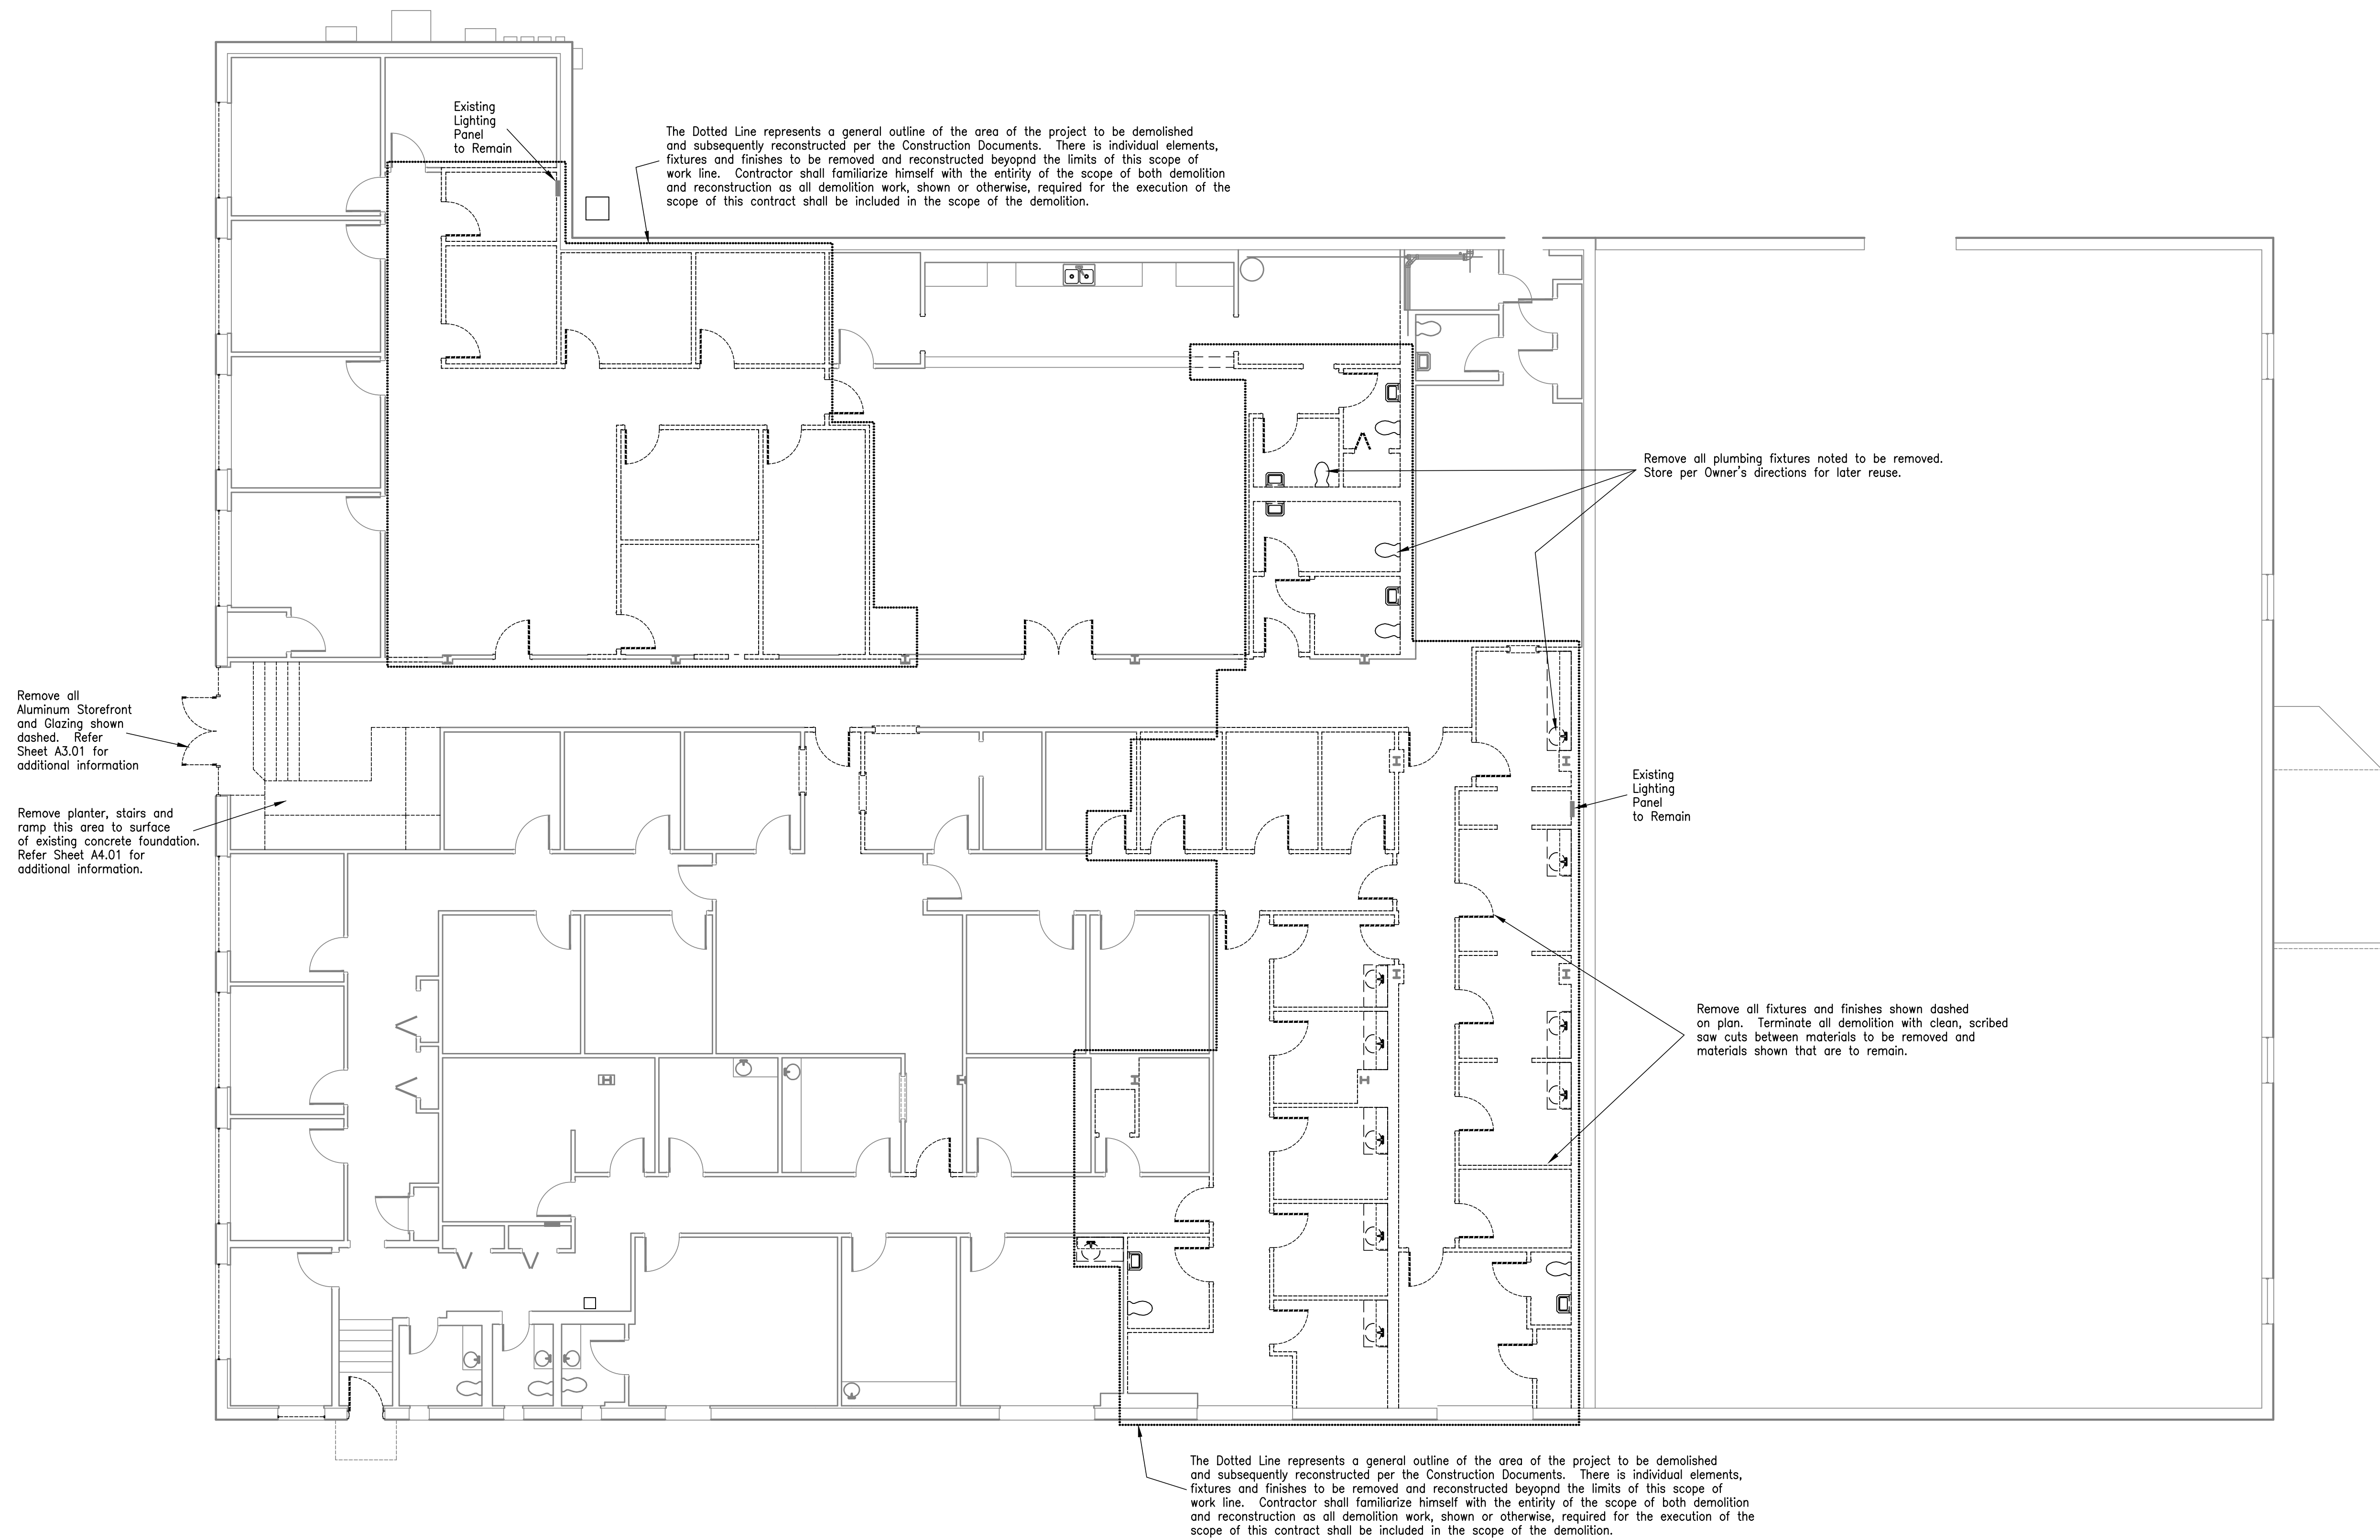 Existing
Lighting
Panel
to Remain
The Dotted Line represents a general outline of the area of the project to be demolished
and subsequently reconstructed per the Construction Documents. There is individual elements,
fixtures and finishes to be removed and reconstructed beyopnd the limits of this scope of
work line. Contractor shall familiarize himself with the entirity of the scope of both demolition
and reconstruction as all demolition work, shown or otherwise, required for the execution of the
scope of this contract shall be included in the scope of the demolition.
Remove all plumbing fixtures noted to be removed.
Store per Owner's directions for later reuse.
Remove all
Aluminum Storefront
and Glazing shown
dashed. Refer
Sheet A3.01 for
additional information
Existing
Lighting
Panel
to Remain
Remove planter, stairs and
ramp this area to surface
of existing concrete foundation.
Refer Sheet A4.01 for
additional information.
Remove all fixtures and finishes shown dashed
on plan. Terminate all demolition with clean, scribed
saw cuts between materials to be removed and
materials shown that are to remain.
The Dotted Line represents a general outline of the area of the project to be demolished
and subsequently reconstructed per the Construction Documents. There is individual elements,
fixtures and finishes to be removed and reconstructed beyopnd the limits of this scope of
work line. Contractor shall familiarize himself with the entirity of the scope of both demolition
and reconstruction as all demolition work, shown or otherwise, required for the execution of the
scope of this contract shall be included in the scope of the demolition.